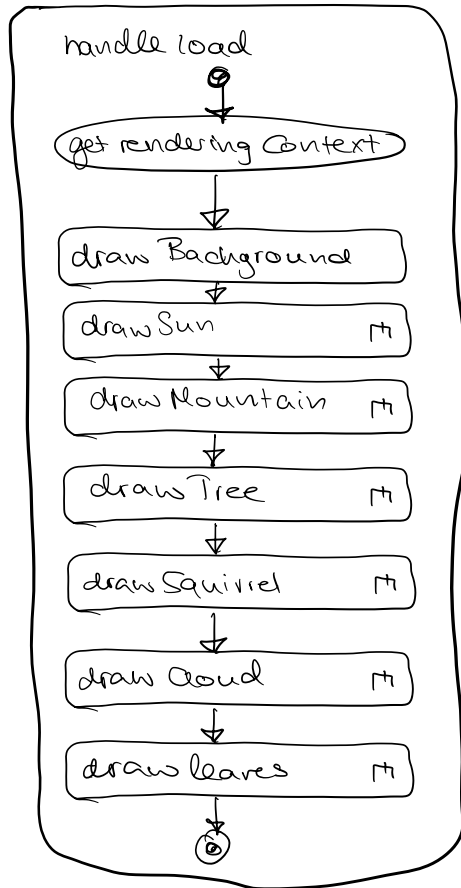 handle load
get rendering Context
draw Background
draw Sun
draw Mountain
draw Tree
draw Squirrel
draw Cloud
draw leaves